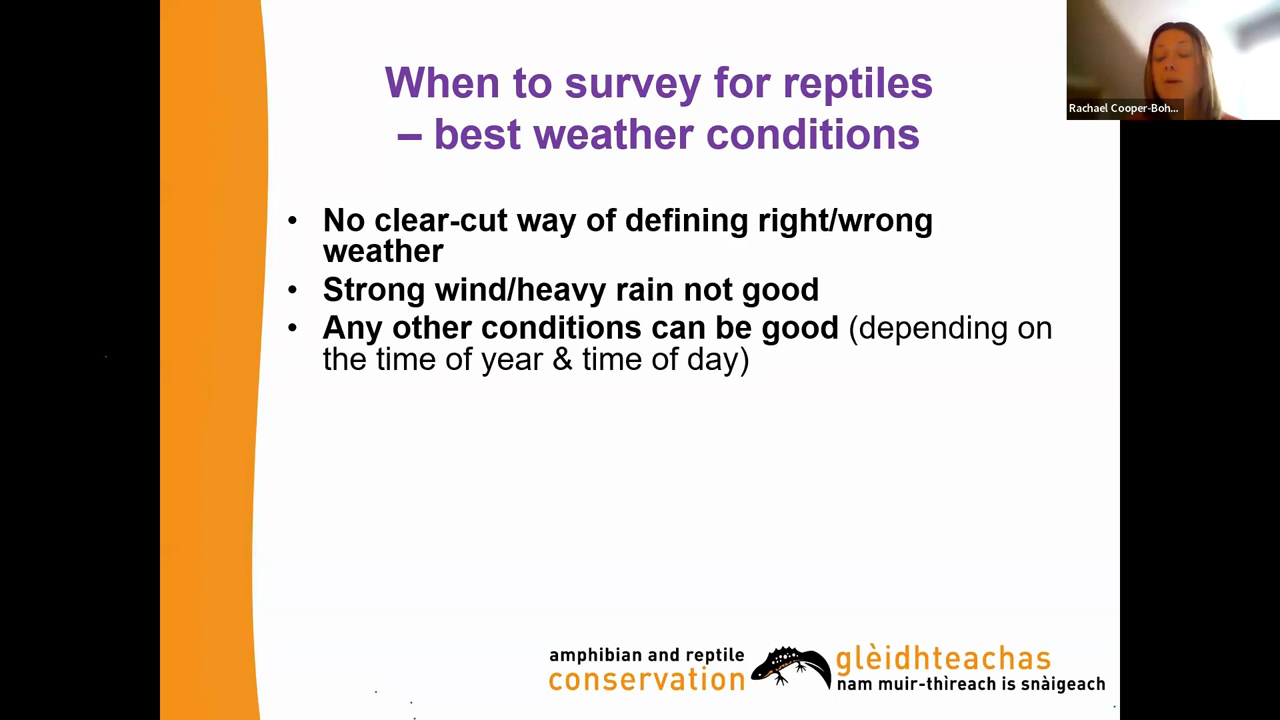 When to survey for reptiles
– best weather conditions
• No clear-cut way of defining right/wrong
weather
• Strong wind/heavy rain not good
• Any other conditions can be good (depending on
the time of year & time of day)
Rachael Cooper-Boh...
amphibian and reptile
conservation
glèidhteachas
nam muir-thìreach is snàigeach